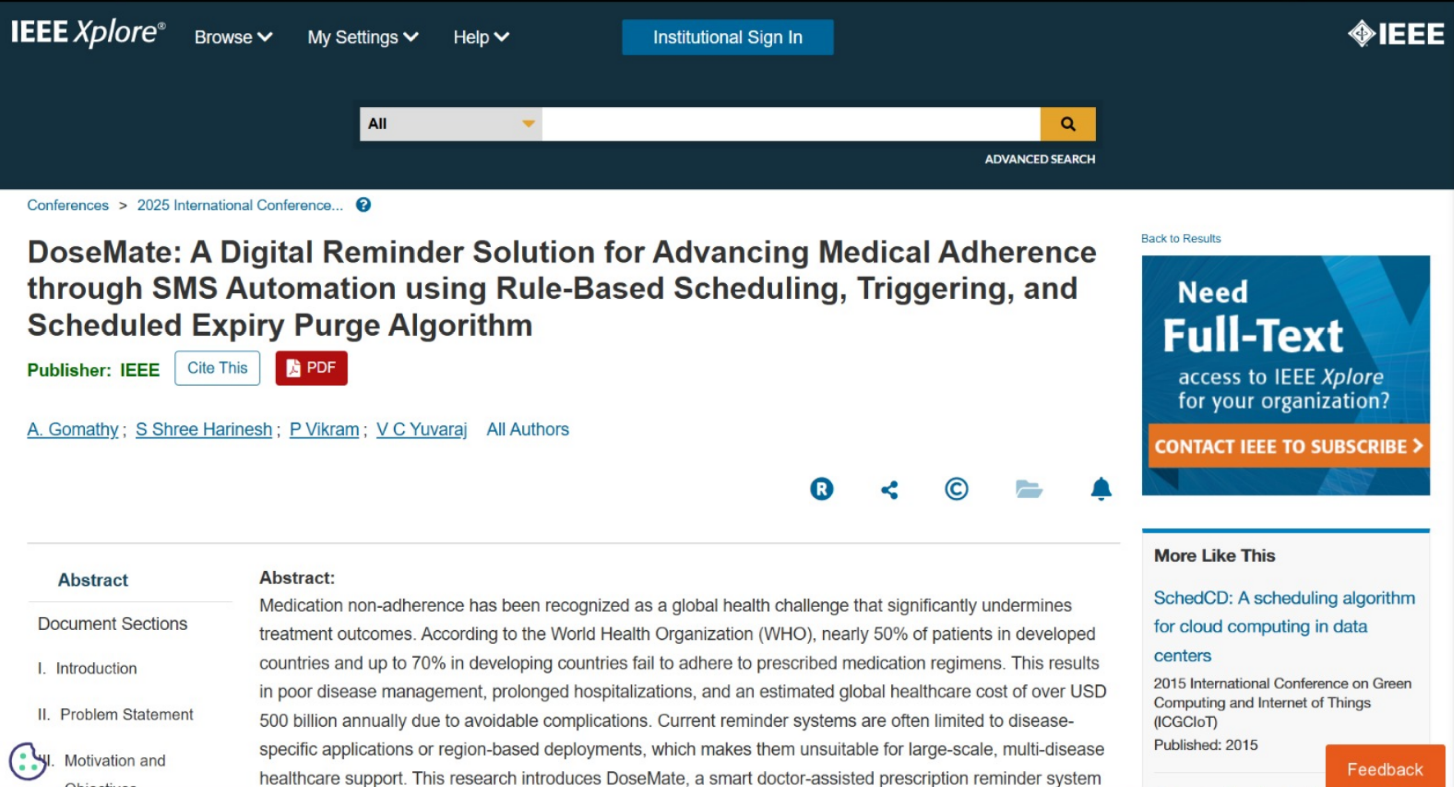 IEEE Xplore®
Browse
My Settings
Help
Institutional Sign In
IEEE
All
ADVANCED SEARCH
Conferences > 2025 International Conference...
DoseMate: A Digital Reminder Solution for Advancing Medical Adherence
through SMS Automation using Rule-Based Scheduling, Triggering, and
Scheduled Expiry Purge Algorithm
Publisher: IEEE
Cite This
PDF
A. Gomathy ; S Shree Harinesh ; P Vikram ; V C Yuvaraj All Authors
R
©
Abstract
Document Sections
I. Introduction
II. Problem Statement
II. Motivation and
Objectives
Abstract:
Medication non-adherence has been recognized as a global health challenge that significantly undermines
treatment outcomes. According to the World Health Organization (WHO), nearly 50% of patients in developed
countries and up to 70% in developing countries fail to adhere to prescribed medication regimens. This results
in poor disease management, prolonged hospitalizations, and an estimated global healthcare cost of over USD
500 billion annually due to avoidable complications. Current reminder systems are often limited to disease-
specific applications or region-based deployments, which makes them unsuitable for large-scale, multi-disease
healthcare support. This research introduces DoseMate, a smart doctor-assisted prescription reminder system
Back to Results
Need
Full-Text
access to IEEE Xplore
for your organization?
CONTACT IEEE TO SUBSCRIBE >
More Like This
SchedCD: A scheduling algorithm
for cloud computing in data
centers
2015 International Conference on Green
Computing and Internet of Things
(ICGCIoT)
Published: 2015
Feedback